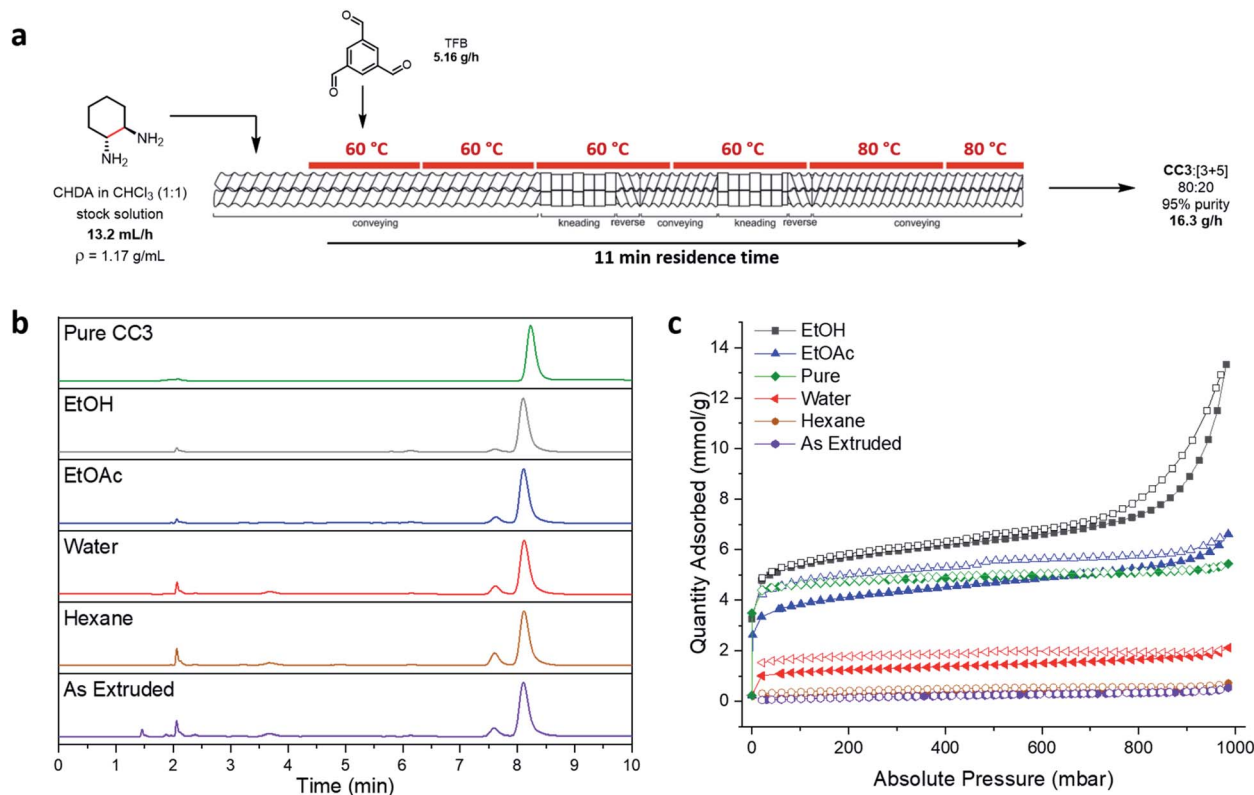 a
O
O
O
TFB
5.16 g/h
NH2
NH2
CHDA in CHCl3 (1:1)
stock solution
13.2 mL/h
ρ = 1.17 g/mL
60 °C 60 °C 60 °C 60 °C 80 °C 80 °C
conveying kneading reverse conveying kneading reverse conveying
11 min residence time
CC3:[3+5]
80:20
95% purity
16.3 g/h
b
Pure CC3
EtOH
EtOAc
Water
Hexane
As Extruded
0 1 2 3 4 5 6 7 8 9 10
Time (min)
c
EtOH
EtOAc
Pure
Water
Hexane
As Extruded
14
12
10
8
6
4
2
0
Quantity Adsorbed (mmol/g)
0 200 400 600 800 1000
Absolute Pressure (mbar)